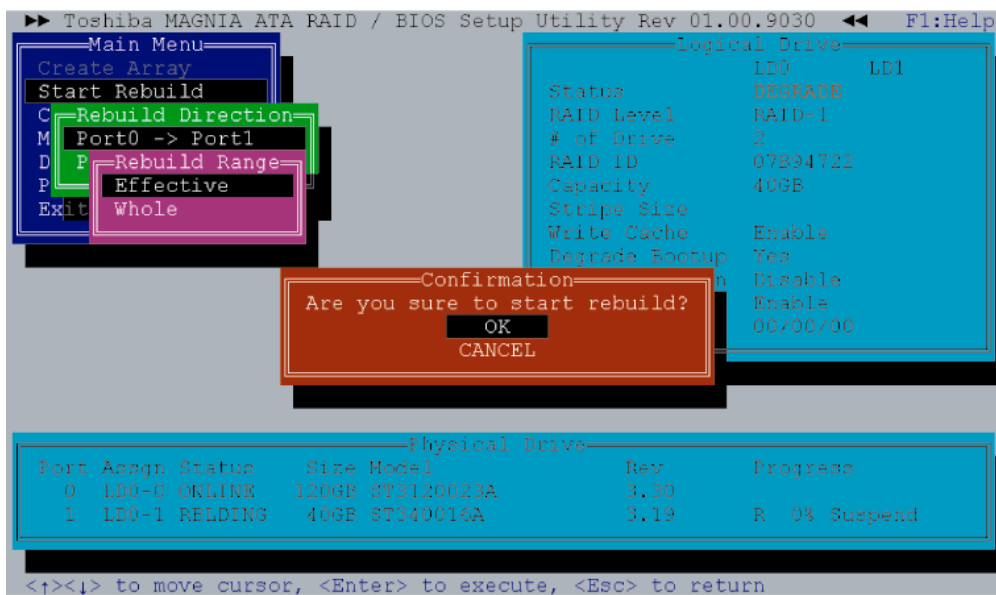 ►► Toshiba MAGNIA ATA RAID / BIOS Setup Utility Rev 01.00.9030 ◄◄ F1:Help
Main Menu
Create Array
Start Rebuild
C
M
D
P
Exit
Rebuild Direction
Port0 -> Port1
P
Rebuild Range
Effective
Whole
Logical Drive
LD0 LD1
Status DEGRADE
RAID Level RAID-1
# of Drive 2
RAID ID 07B94722
Capacity 40GB
Stripe Size
Write Cache Enable
Degrade Bootup Yes
n Disable
Enable
00/00/00
Confirmation
Are you sure to start rebuild?
OK
CANCEL
Physical Drive
Port Assgn Status Size Model Rev Progress
0 LD0-0 ONLINE 120GB ST3120023A 3.30
1 LD0-1 RBLDING 40GB ST340016A 3.19 R 0% Suspend
<↑><↓> to move cursor, <Enter> to execute, <Esc> to return